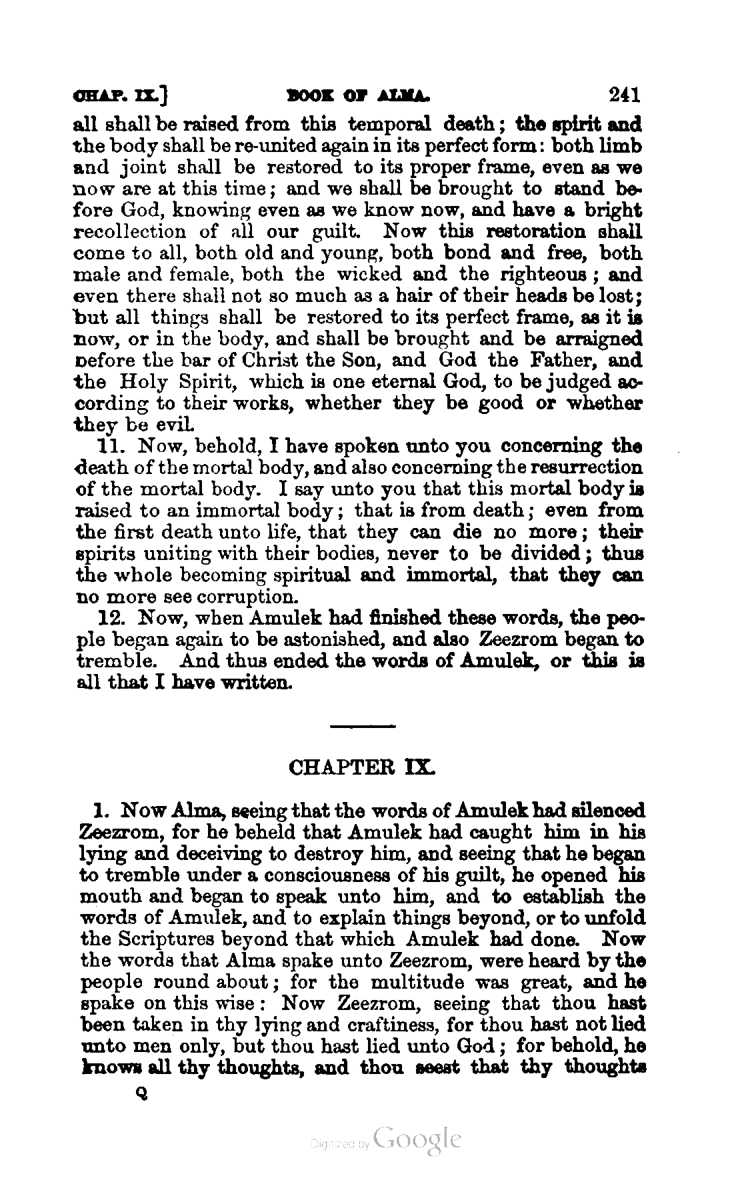 CHAP. IX.] BOOK OF ALMA. 241
all shall be raised from this temporal death; the spirit and
the body shall be re-united again in its perfect form: both limb
and joint shall be restored to its proper frame, even as we
now are at this time; and we shall be brought to stand be-
fore God, knowing even as we know now, and have a bright
recollection of all our guilt. Now this restoration shall
come to all, both old and young, both bond and free, both
male and female, both the wicked and the righteous; and
even there shall not so much as a hair of their heads be lost;
but all things shall be restored to its perfect frame, as it is
now, or in the body, and shall be brought and be arraigned
before the bar of Christ the Son, and God the Father, and
the Holy Spirit, which is one eternal God, to be judged ac-
cording to their works, whether they be good or whether
they be evil.
11. Now, behold, I have spoken unto you concerning the
death of the mortal body, and also concerning the resurrection
of the mortal body. I say unto you that this mortal body is
raised to an immortal body; that is from death; even from
the first death unto life, that they can die no more; their
spirits uniting with their bodies, never to be divided; thus
the whole becoming spiritual and immortal, that they can
no more see corruption.
12. Now, when Amulek had finished these words, the peo-
ple began again to be astonished, and also Zeezrom began to
tremble. And thus ended the words of Amulek, or this is
all that I have written.
CHAPTER IX.
1. Now Alma, seeing that the words of Amulek had silenced
Zeezrom, for he beheld that Amulek had caught him in his
lying and deceiving to destroy him, and seeing that he began
to tremble under a consciousness of his guilt, he opened his
mouth and began to speak unto him, and to establish the
words of Amulek, and to explain things beyond, or to unfold
the Scriptures beyond that which Amulek had done. Now
the words that Alma spake unto Zeezrom, were heard by the
people round about; for the multitude was great, and he
spake on this wise: Now Zeezrom, seeing that thou hast
been taken in thy lying and craftiness, for thou hast not lied
unto men only, but thou hast lied unto God; for behold, he
knows all thy thoughts, and thou seest that thy thoughts
Q
Digitized by Google